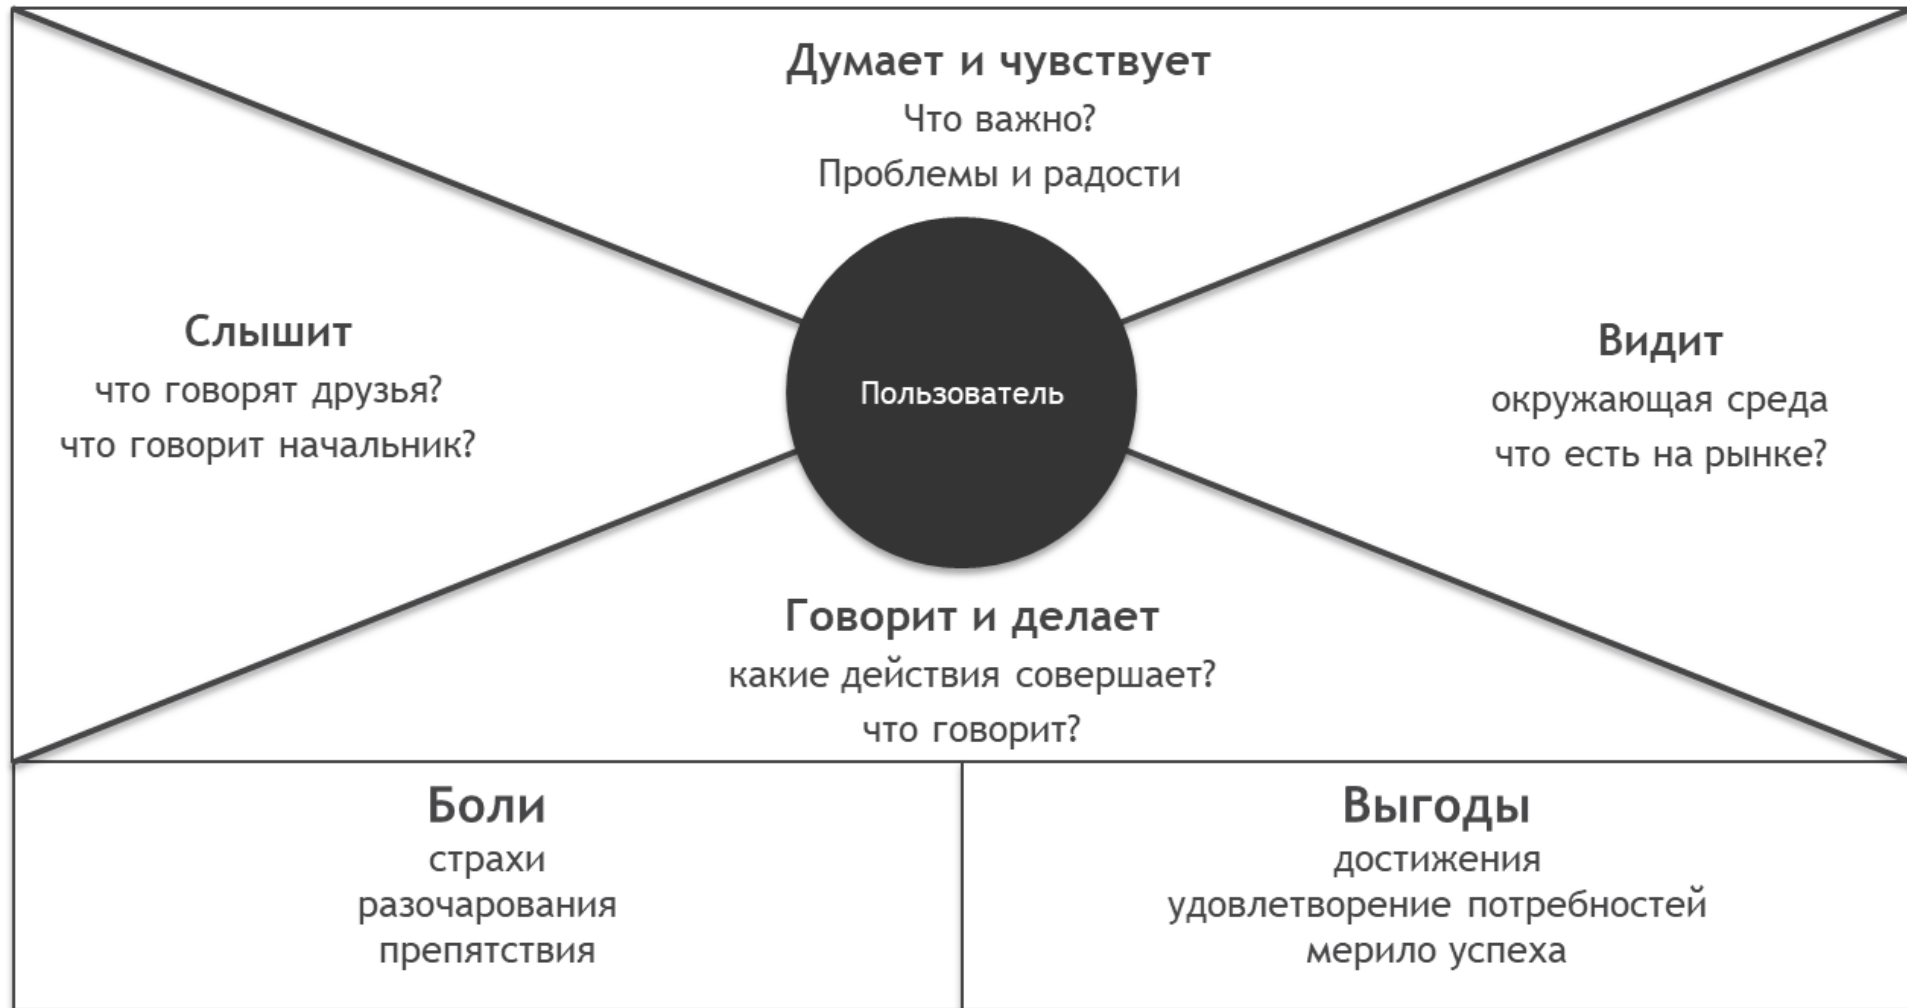 Думает и чувствует
Что важно?
Проблемы и радости
Слышит
что говорят друзья?
что говорит начальник?
Пользователь
Видит
окружающая среда
что есть на рынке?
Говорит и делает
какие действия совершает?
что говорит?
Боли
страхи
разочарования
препятствия
Выгоды
достижения
удовлетворение потребностей
мерило успеха